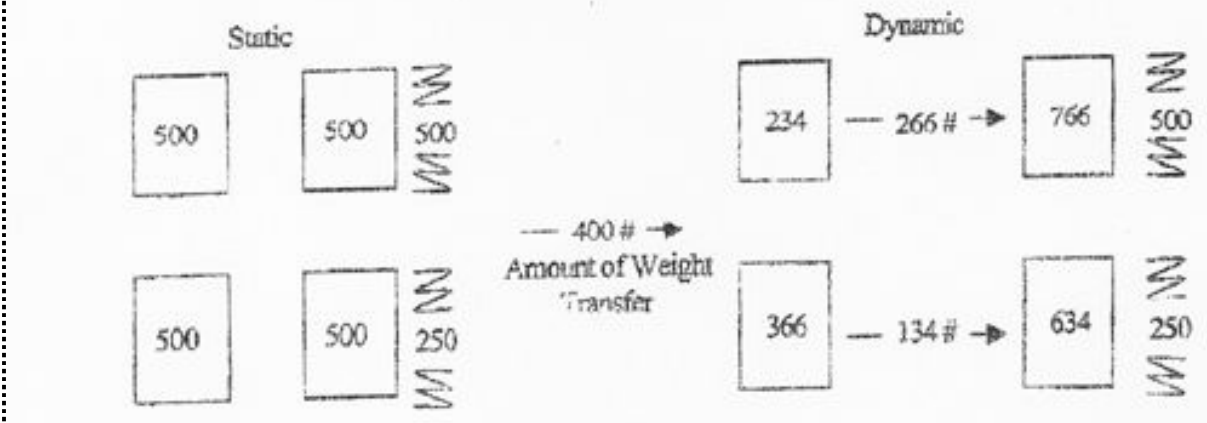 Static
Dynamic
500 500 500
234 — 266 # → 766 500
— 400 # →
Amount of Weight
Transfer
500 500 250
366 — 134 # → 634 250